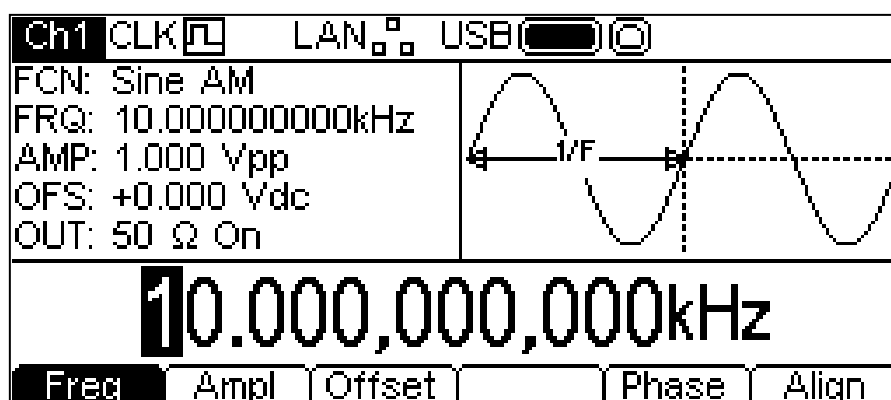 Ch1 CLK LAN USB
FCN: Sine AM
FRQ: 10.000000000kHz
AMP: 1.000 Vpp
OFS: +0.000 Vdc
OUT: 50 Ω On
1/F
10.000,000,000kHz
Freq Ampl Offset Phase Align